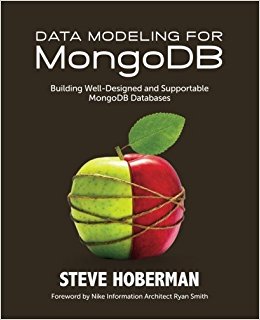 DATA MODELING FOR
MongoDB
Building Well-Designed and Supportable
MongoDB Databases
STEVE HOBERMAN
Foreword by Nike Information Architect Ryan Smith